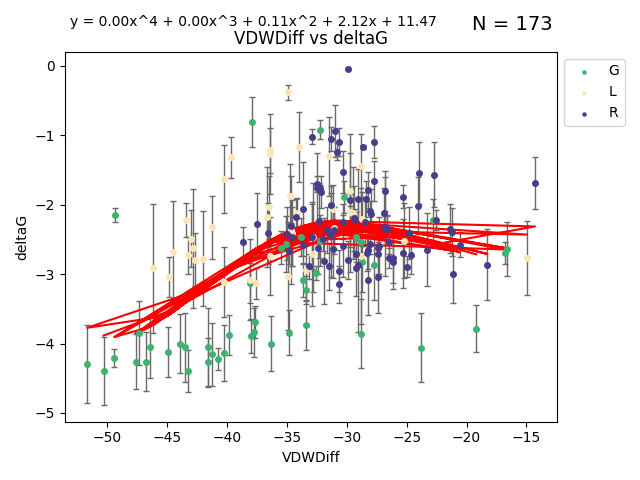 y = 0.00x^4 + 0.00x^3 + 0.11x^2 + 2.12x + 11.47
N = 173
VDWDiff vs deltaG
G
L
R
deltaG
0
−1
−2
−3
−4
−5
−50
−45
−40
−35
−30
−25
−20
−15
VDWDiff